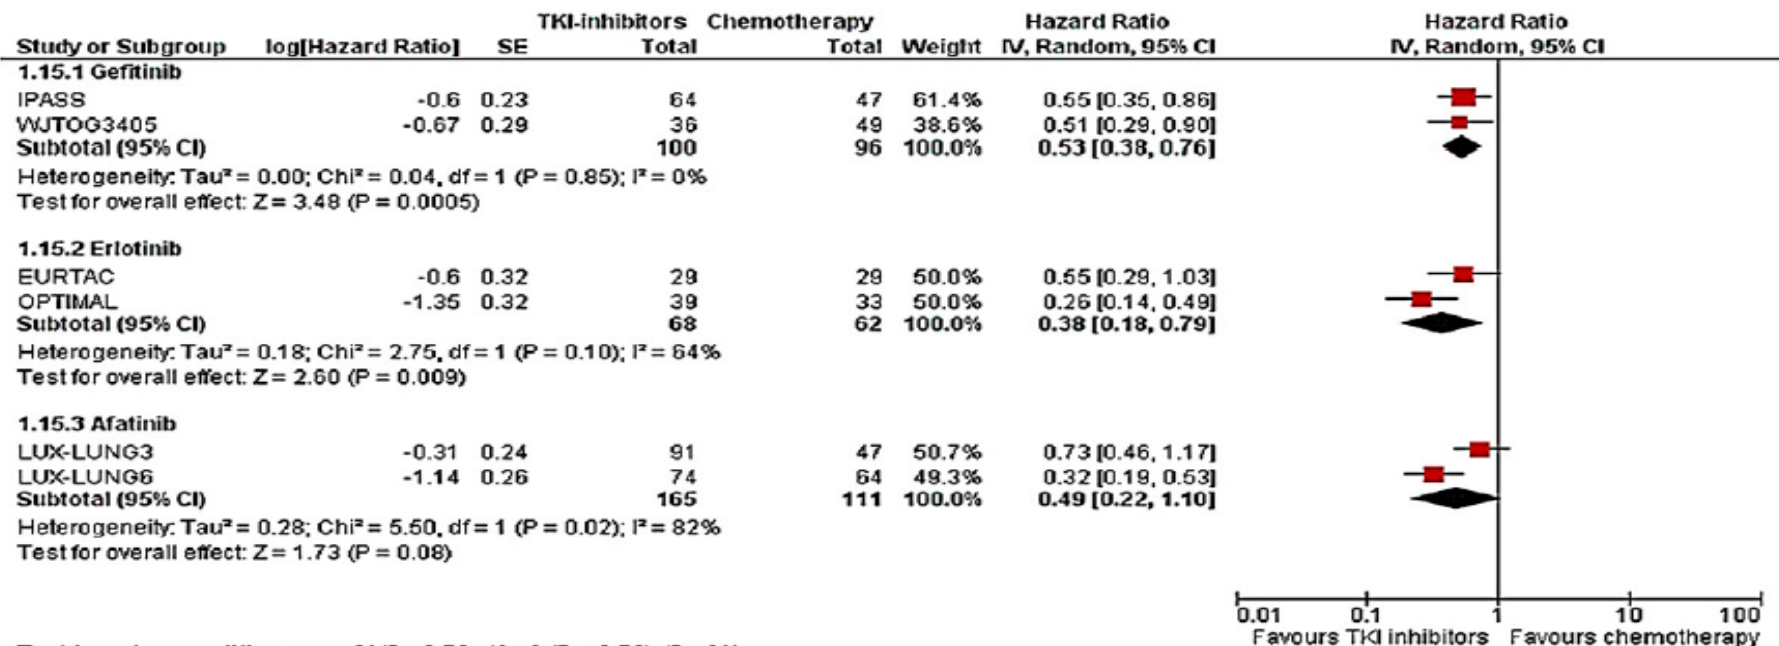 TKI-inhibitors Chemotherapy Hazard Ratio Hazard Ratio
Study or Subgroup log[Hazard Ratio] SE Total Total Weight IV, Random, 95% CI IV, Random, 95% CI
1.15.1 Gefitinib
IPASS -0.6 0.23 64 47 61.4% 0.55 [0.35, 0.86]
WJTOG3405 -0.67 0.29 36 49 38.6% 0.51 [0.29, 0.90]
Subtotal (95% CI) 100 96 100.0% 0.53 [0.38, 0.76]
Heterogeneity: Tau² = 0.00; Chi² = 0.04, df = 1 (P = 0.85); I² = 0%
Test for overall effect: Z = 3.48 (P = 0.0005)
1.15.2 Erlotinib
EURTAC -0.6 0.32 29 29 50.0% 0.55 [0.29, 1.03]
OPTIMAL -1.35 0.32 39 33 50.0% 0.26 [0.14, 0.49]
Subtotal (95% CI) 68 62 100.0% 0.38 [0.18, 0.79]
Heterogeneity: Tau² = 0.18; Chi² = 2.75, df = 1 (P = 0.10); I² = 64%
Test for overall effect: Z = 2.60 (P = 0.009)
1.15.3 Afatinib
LUX-LUNG3 -0.31 0.24 91 47 50.7% 0.73 [0.46, 1.17]
LUX-LUNG6 -1.14 0.26 74 64 49.3% 0.32 [0.19, 0.53]
Subtotal (95% CI) 165 111 100.0% 0.49 [0.22, 1.10]
Heterogeneity: Tau² = 0.28; Chi² = 5.50, df = 1 (P = 0.02); I² = 82%
Test for overall effect: Z = 1.73 (P = 0.08)
0.01 0.1 1 10 100
Favours TKI inhibitors Favours chemotherapy